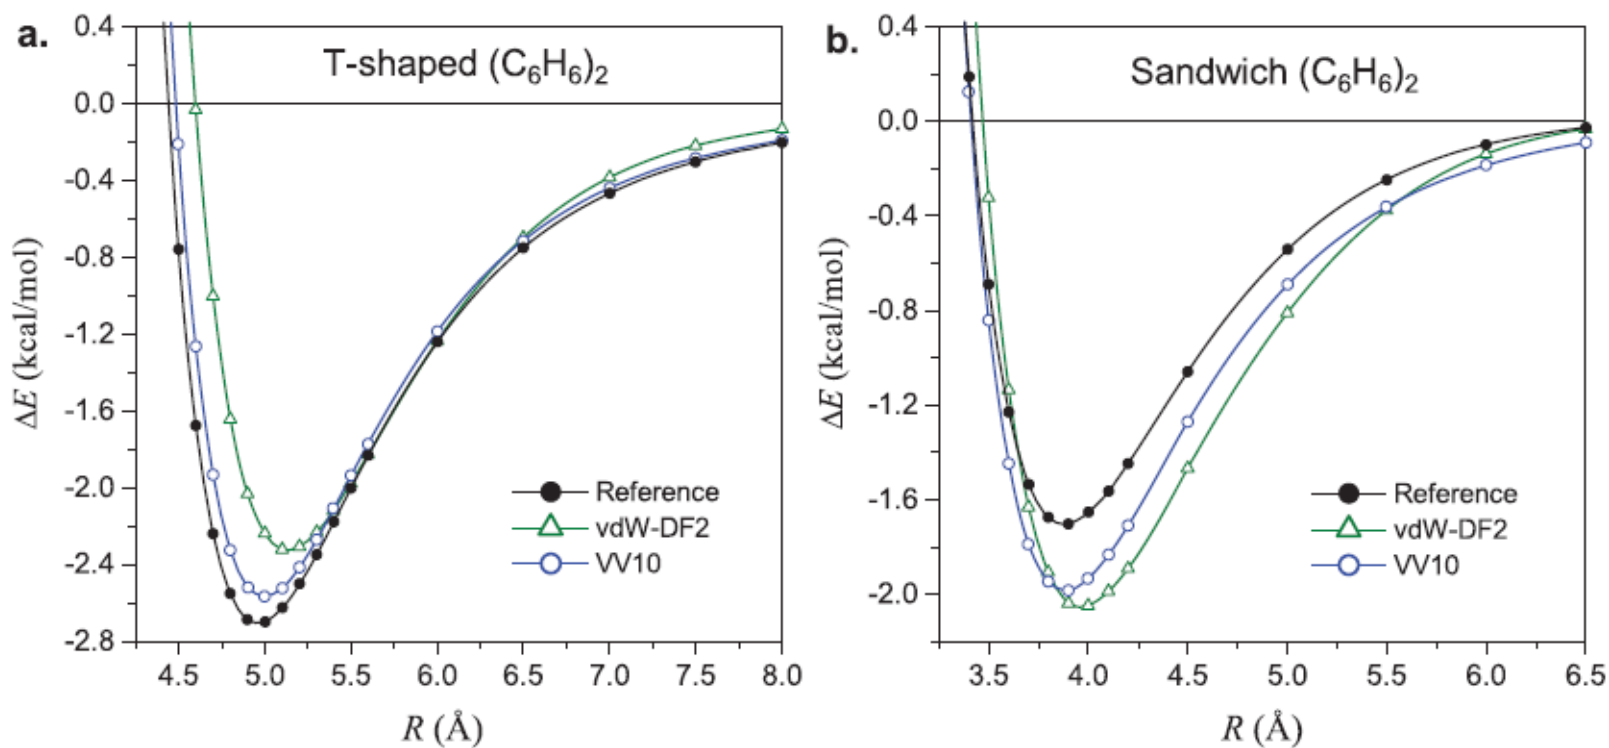 a.
T-shaped (C₆H₆)₂
0.4
0.0
-0.4
-0.8
-1.2
-1.6
-2.0
-2.4
-2.8
ΔE (kcal/mol)
Reference
vdW-DF2
VV10
4.5 5.0 5.5 6.0 6.5 7.0 7.5 8.0
R (Å)
b.
Sandwich (C₆H₆)₂
0.4
0.0
-0.4
-0.8
-1.2
-1.6
-2.0
ΔE (kcal/mol)
Reference
vdW-DF2
VV10
3.5 4.0 4.5 5.0 5.5 6.0 6.5
R (Å)